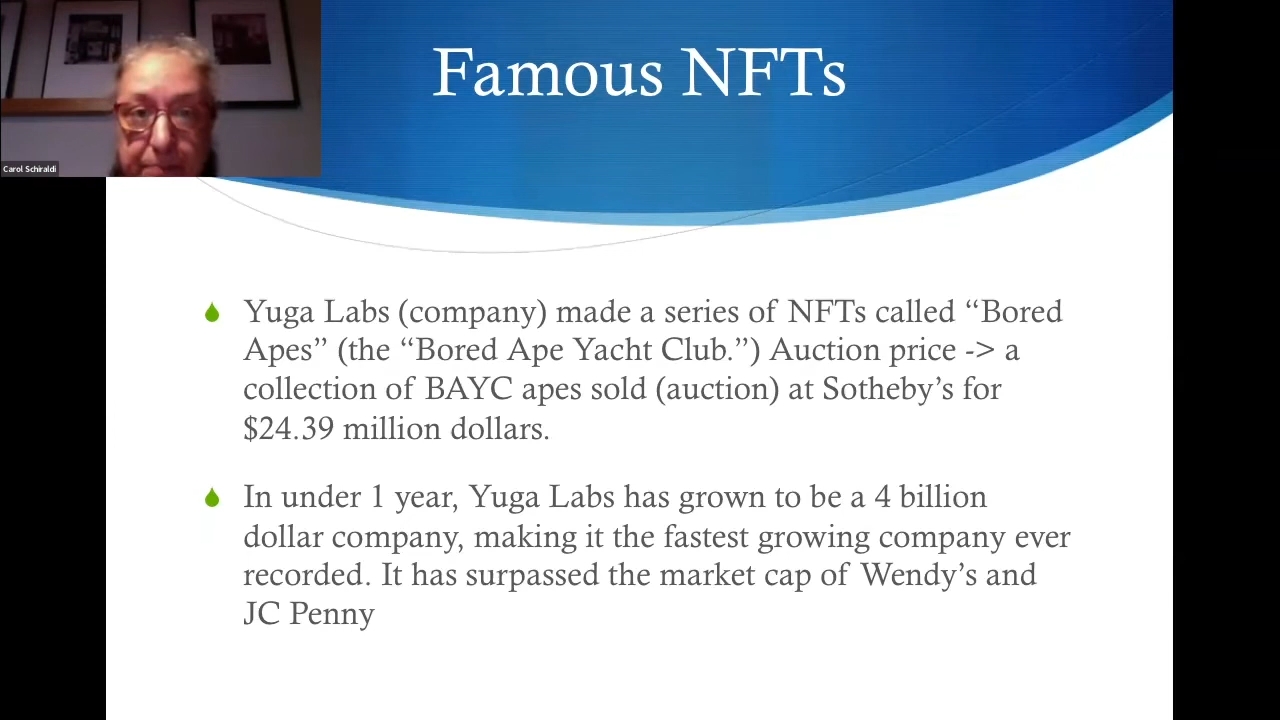 Famous NFTs
Carol Schiraldi
Yuga Labs (company) made a series of NFTs called “Bored
Apes” (the “Bored Ape Yacht Club.”) Auction price -> a
collection of BAYC apes sold (auction) at Sotheby’s for
$24.39 million dollars.
In under 1 year, Yuga Labs has grown to be a 4 billion
dollar company, making it the fastest growing company ever
recorded. It has surpassed the market cap of Wendy’s and
JC Penny